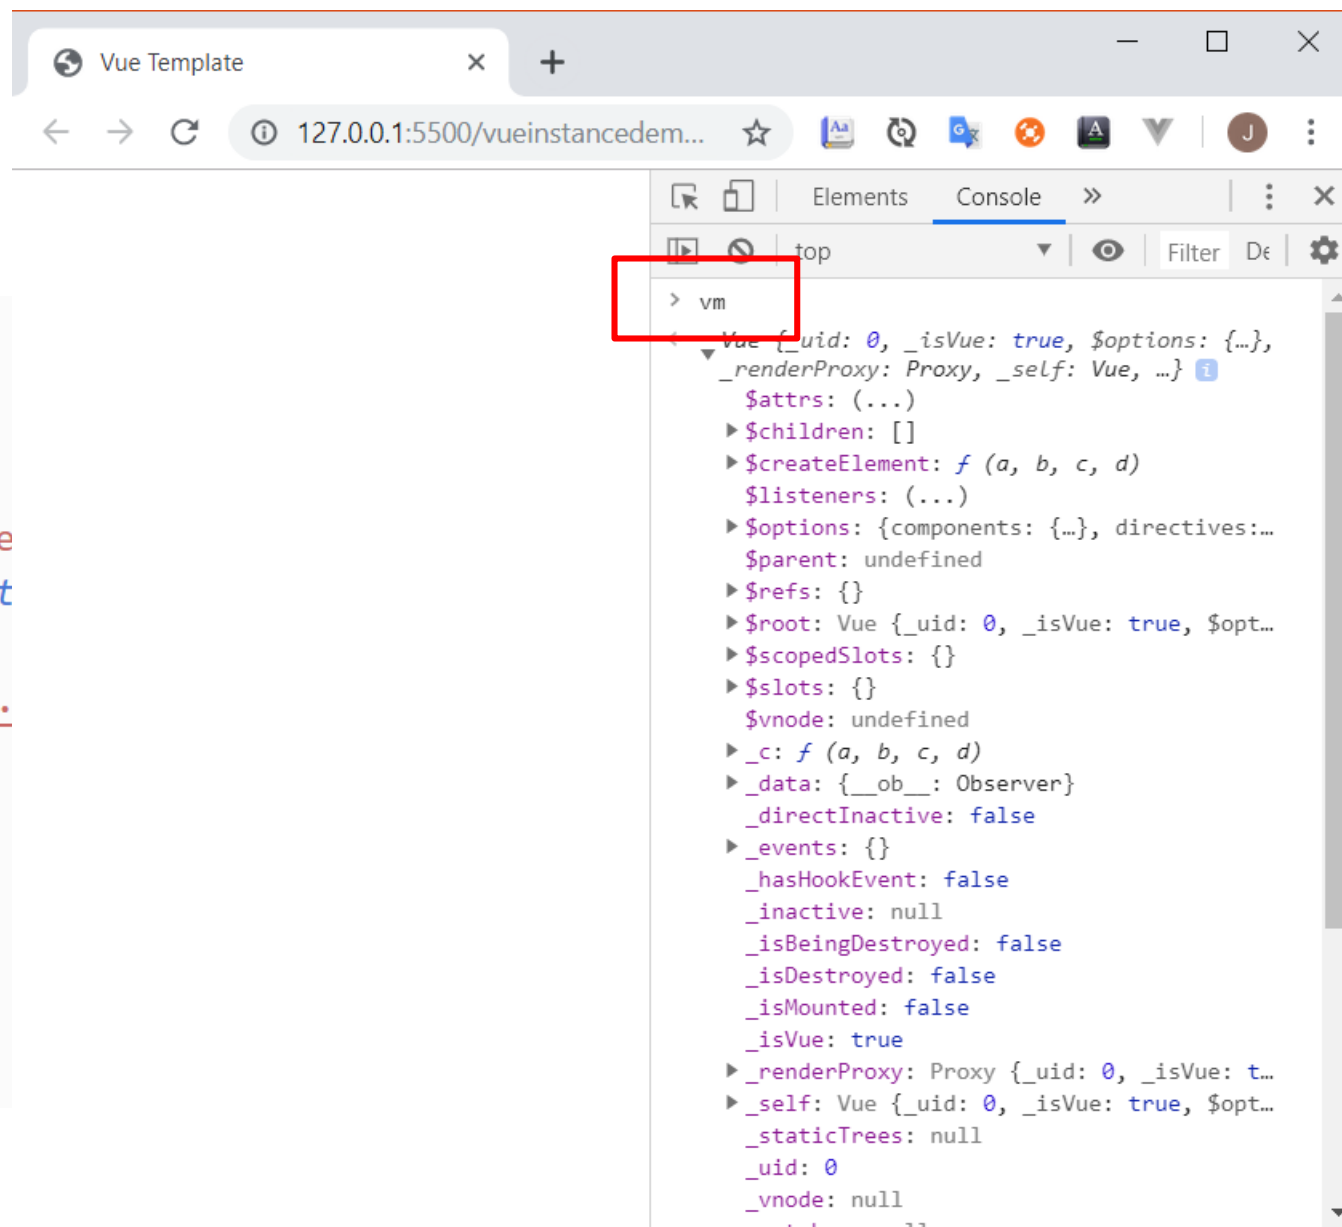 Vue Template
127.0.0.1:5500/vueinstancedem...
J
Elements Console
top Filter De
> vm
Vue {_uid: 0, _isVue: true, $options: {…},
_renderProxy: Proxy, _self: Vue, …}
$attrs: (...)
$children: []
$createElement: ƒ (a, b, c, d)
$listeners: (...)
$options: {components: {…}, directives:…
$parent: undefined
$refs: {}
$root: Vue {_uid: 0, _isVue: true, $opt…
$scopedSlots: {}
$slots: {}
$vnode: undefined
_c: ƒ (a, b, c, d)
_data: {__ob__: Observer}
_directInactive: false
_events: {}
_hasHookEvent: false
_inactive: null
_isBeingDestroyed: false
_isDestroyed: false
_isMounted: false
_isVue: true
_renderProxy: Proxy {_uid: 0, _isVue: t…
_self: Vue {_uid: 0, _isVue: true, $opt…
_staticTrees: null
_uid: 0
_vnode: null